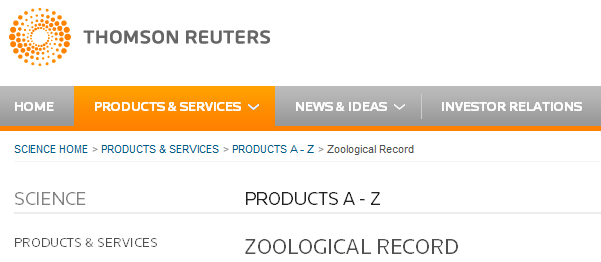 THOMSON REUTERS
HOME PRODUCTS & SERVICES NEWS & IDEAS INVESTOR RELATIONS
SCIENCE HOME > PRODUCTS & SERVICES > PRODUCTS A - Z > Zoological Record
SCIENCE PRODUCTS A - Z
PRODUCTS & SERVICES ZOOLOGICAL RECORD